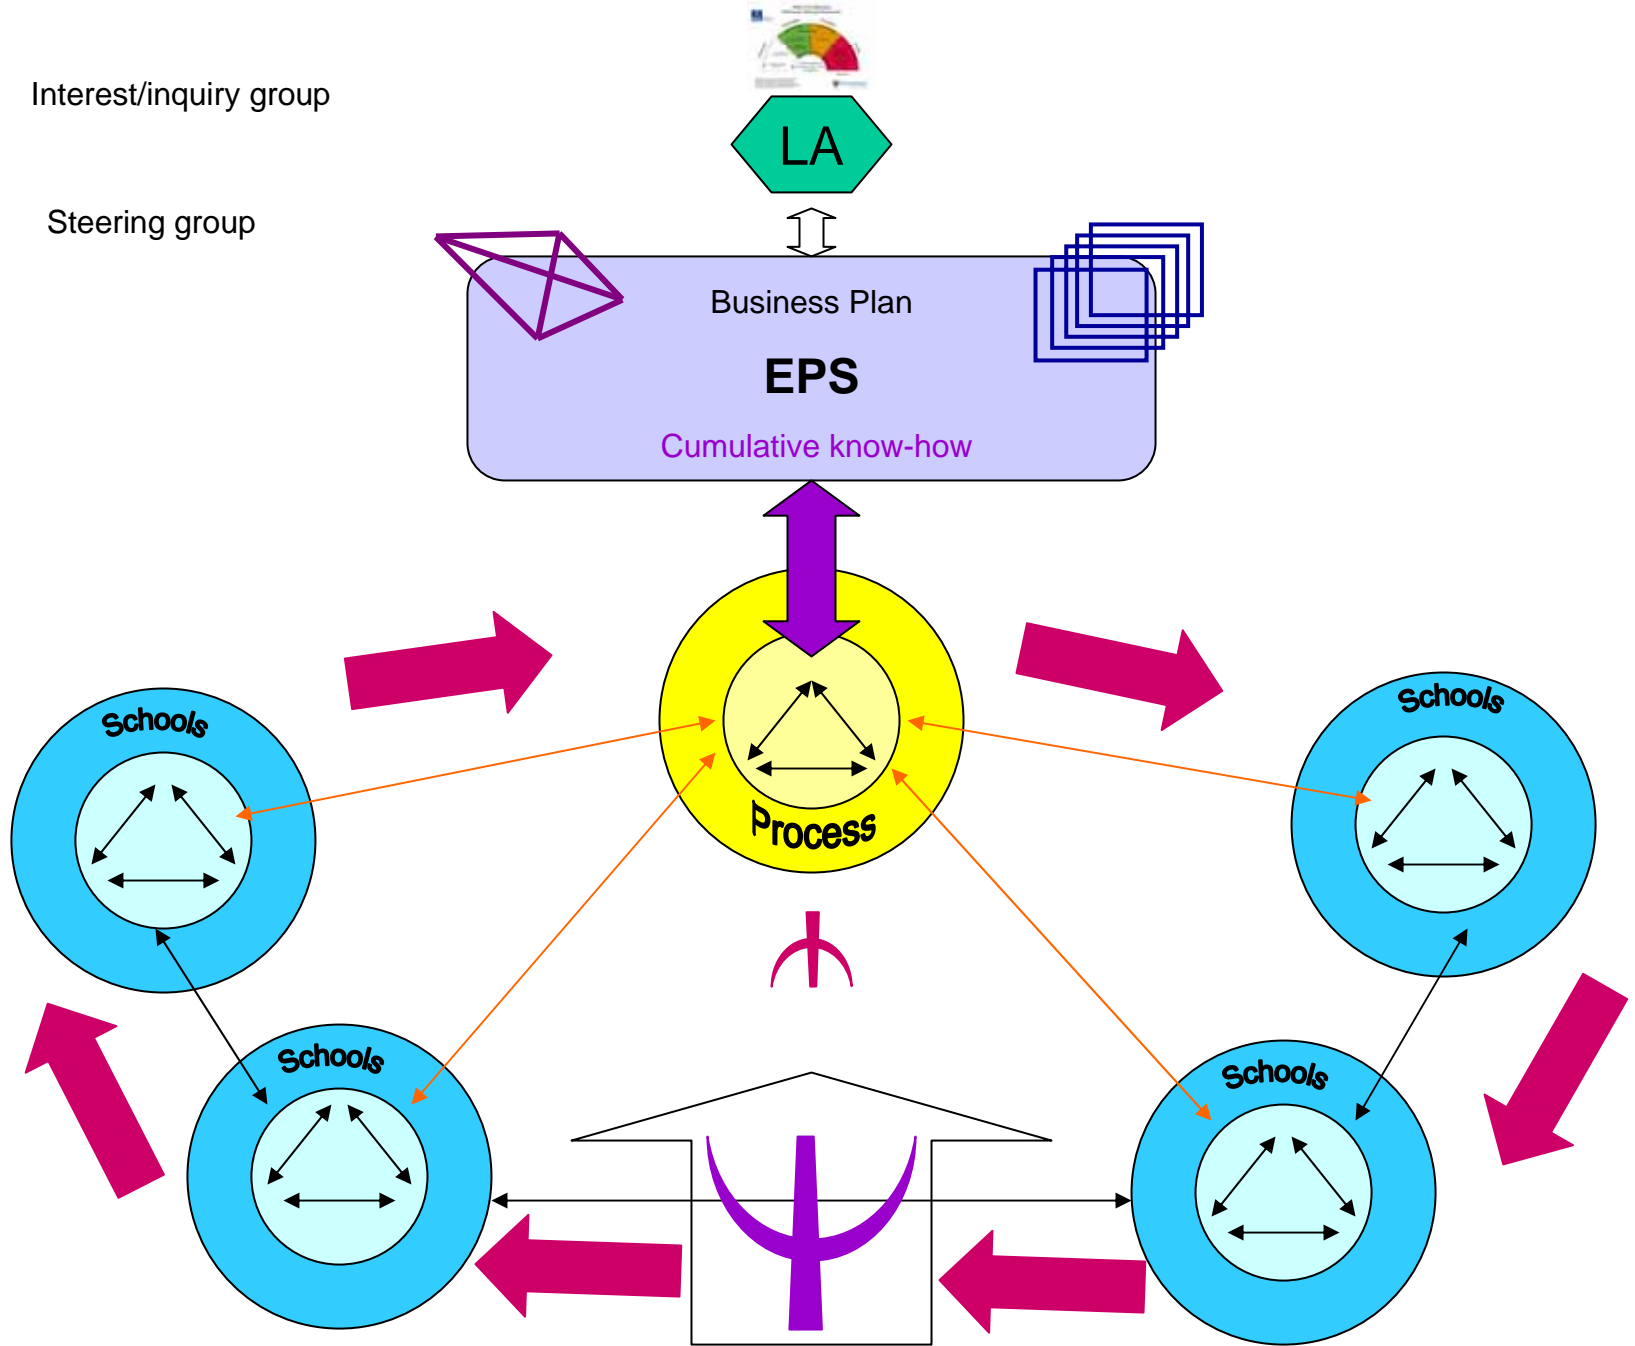 Interest/inquiry group
LA
Steering group
Business Plan
EPS
Cumulative know-how
Schools
Schools
Process
Schools
Schools